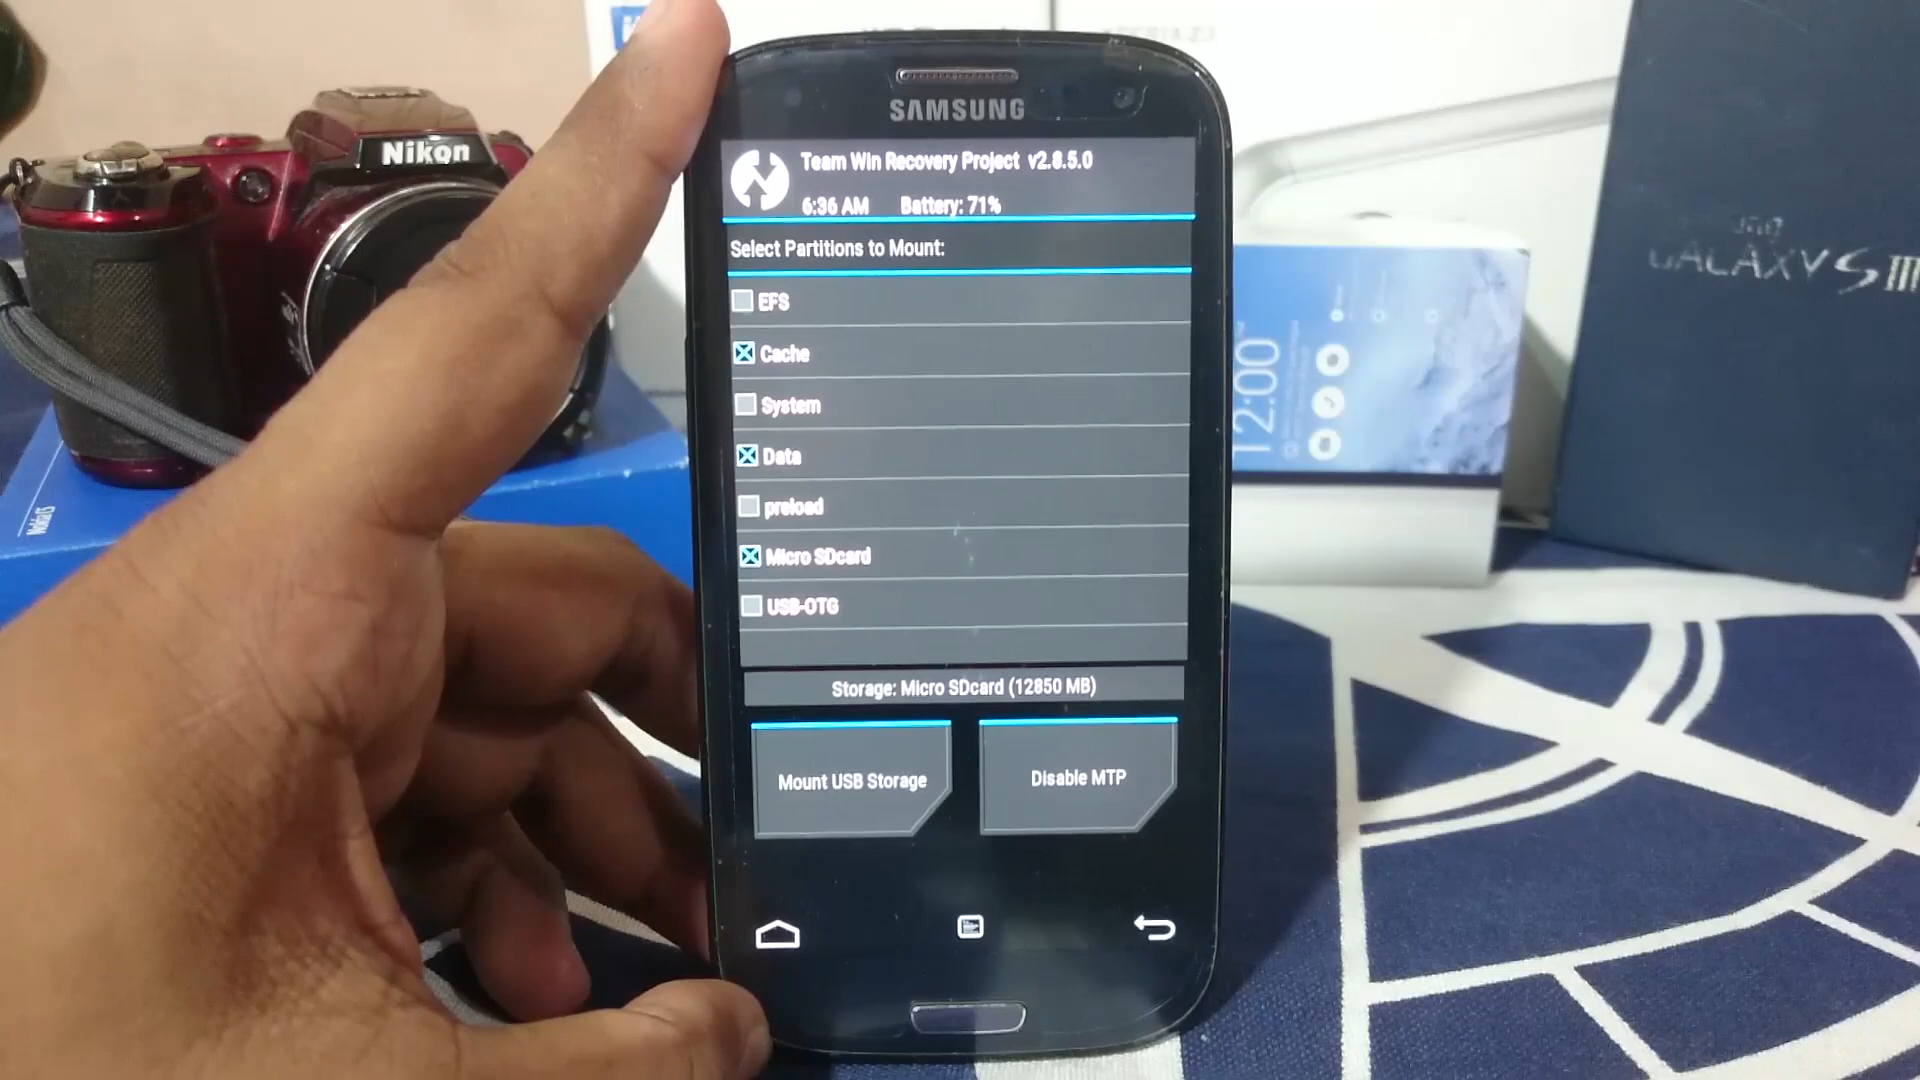 Nikon
SAMSUNG
Team Win Recovery Project v2.8.5.0
6:36 AM Battery: 71%
Select Partitions to Mount:
EFS
Cache
System
Data
preload
Micro SDcard
USB-OTG
Storage: Micro SDcard (12850 MB)
Mount USB Storage
Disable MTP
12:00
GALAXY S III